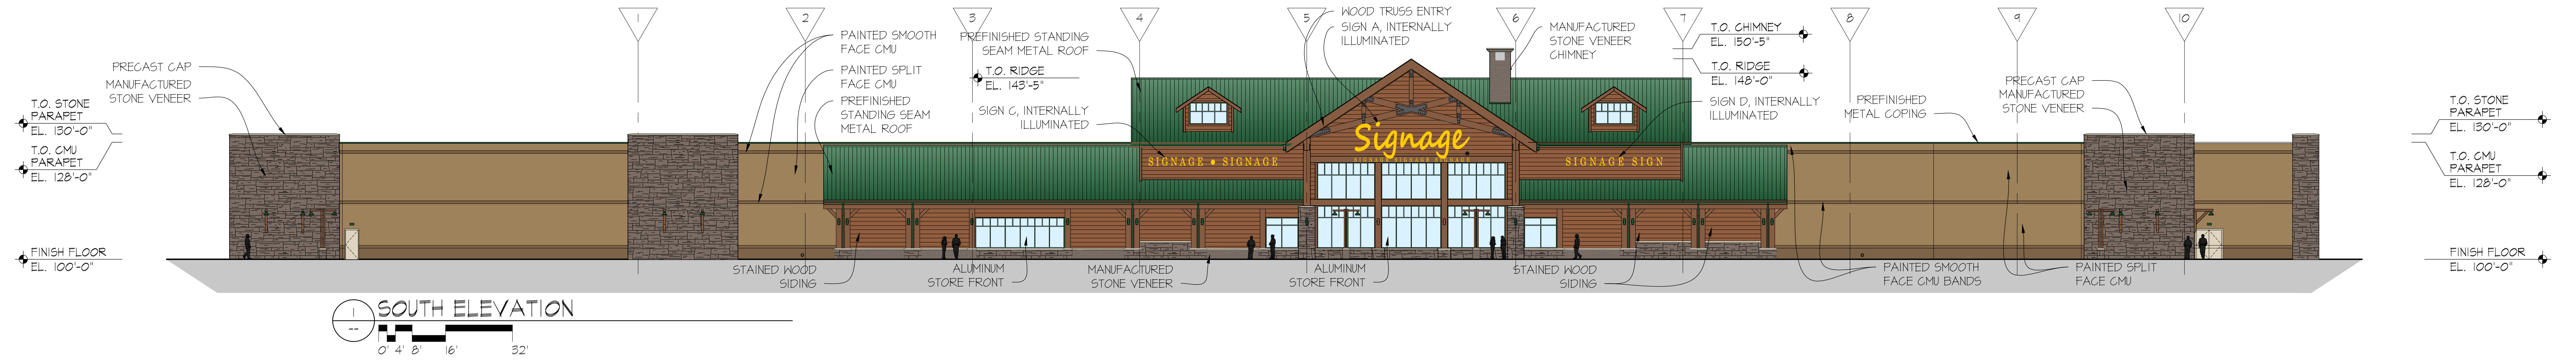 1
2
3
4
5
6
7
8
9
10
PRECAST CAP
MANUFACTURED
STONE VENEER
T.O. STONE
PARAPET
EL. 130'-0"
T.O. CMU
PARAPET
EL. 128'-0"
FINISH FLOOR
EL. 100'-0"
PAINTED SMOOTH
FACE CMU
PAINTED SPLIT
FACE CMU
PREFINISHED
STANDING SEAM
METAL ROOF
PREFINISHED STANDING
SEAM METAL ROOF
T.O. RIDGE
EL. 143'-5"
SIGN C, INTERNALLY
ILLUMINATED
WOOD TRUSS ENTRY
SIGN A, INTERNALLY
ILLUMINATED
MANUFACTURED
STONE VENEER
CHIMNEY
T.O. CHIMNEY
EL. 150'-5"
T.O. RIDGE
EL. 148'-0"
SIGN D, INTERNALLY
ILLUMINATED
PREFINISHED
METAL COPING
PRECAST CAP
MANUFACTURED
STONE VENEER
T.O. STONE
PARAPET
EL. 130'-0"
T.O. CMU
PARAPET
EL. 128'-0"
FINISH FLOOR
EL. 100'-0"
Signage
SIGNAGE SIGNAGE SIGNAGE
SIGNAGE • SIGNAGE
SIGNAGE SIGN
STAINED WOOD
SIDING
ALUMINUM
STORE FRONT
MANUFACTURED
STONE VENEER
ALUMINUM
STORE FRONT
STAINED WOOD
SIDING
PAINTED SMOOTH
FACE CMU BANDS
PAINTED SPLIT
FACE CMU
1
--
SOUTH ELEVATION
0' 4' 8' 16' 32'